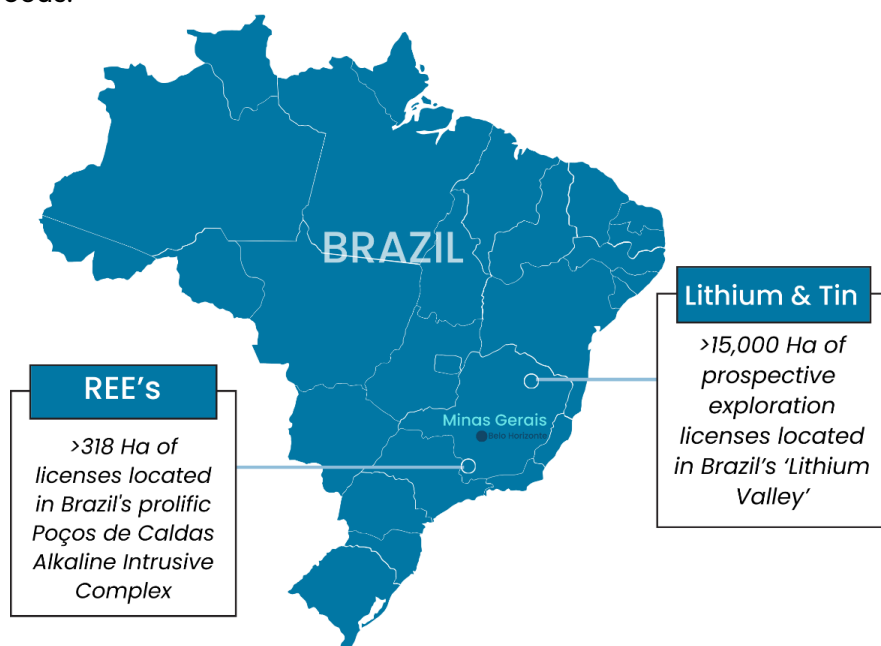 BRAZIL
Lithium & Tin
>15,000 Ha of
prospective
exploration
licenses located
in Brazil's ‘Lithium
Valley’
REE’s
>318 Ha of
licenses located
in Brazil's prolific
Poços de Caldas
Alkaline Intrusive
Complex
Minas Gerais
Belo Horizonte